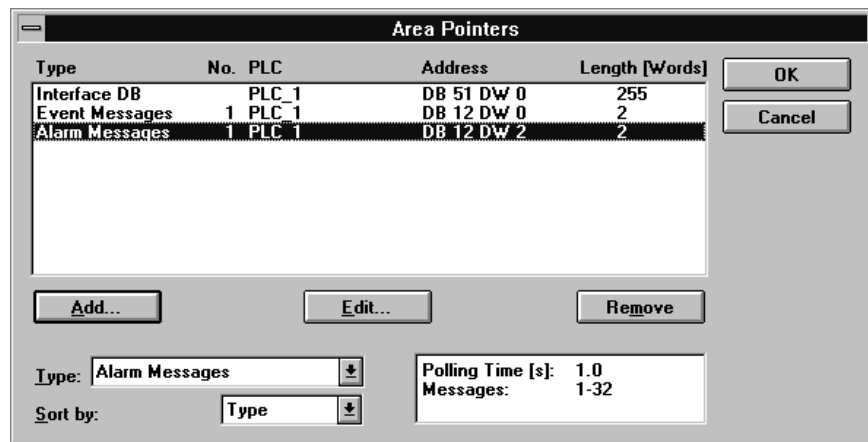 Area Pointers
Type No. PLC Address Length [Words]
Interface DB PLC_1 DB 51 DW 0 255
Event Messages 1 PLC_1 DB 12 DW 0 2
Alarm Messages 1 PLC_1 DB 12 DW 2 2
OK
Cancel
Add... Edit... Remove
Type: Alarm Messages
Sort by: Type
Polling Time [s]: 1.0
Messages: 1-32